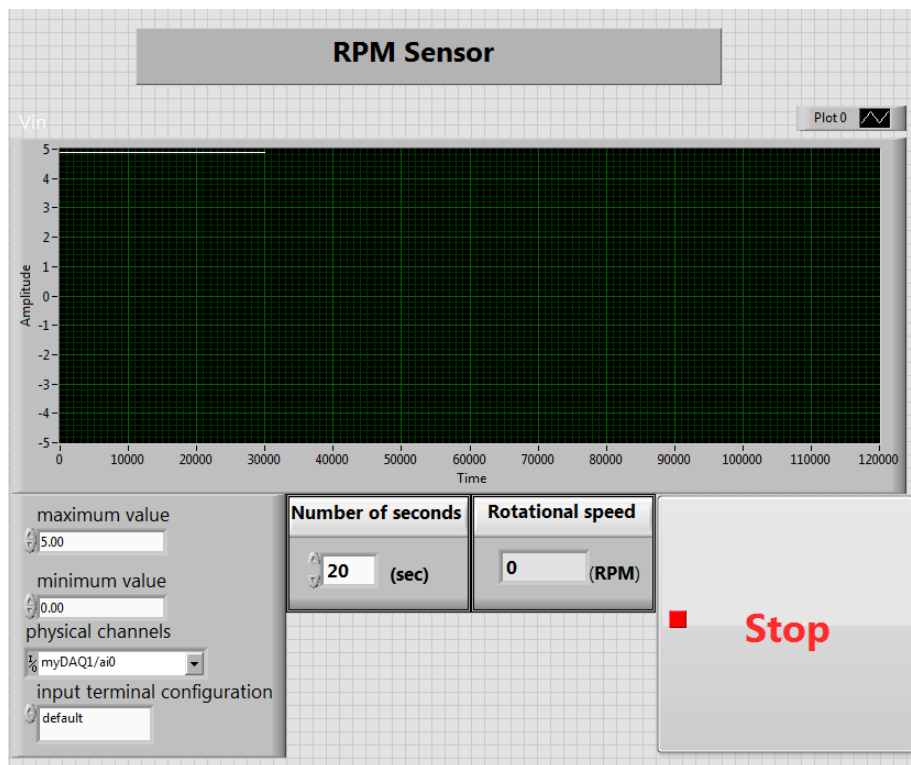 RPM Sensor
Vin
Plot 0
5
4
3
2
1
0
-1
-2
-3
-4
-5
Amplitude
0 10000 20000 30000 40000 50000 60000 70000 80000 90000 100000 110000 120000
Time
maximum value
5.00
minimum value
0.00
physical channels
I/0 myDAQ1/ai0
input terminal configuration
default
Number of seconds
20 (sec)
Rotational speed
0 (RPM)
Stop